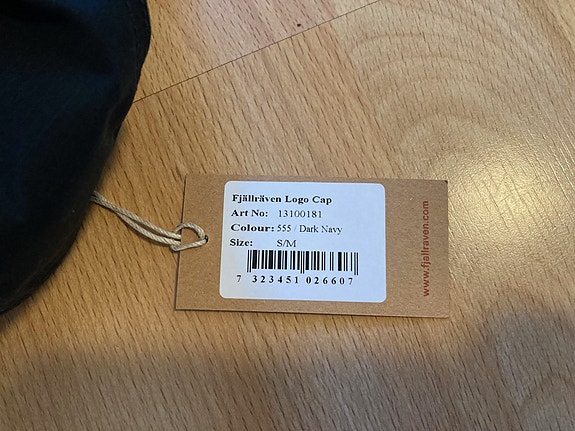 Fjällräven Logo Cap
Art No: 13100181
Colour: 555 / Dark Navy
Size: S/M
7 323451 026607
www.fjallraven.com